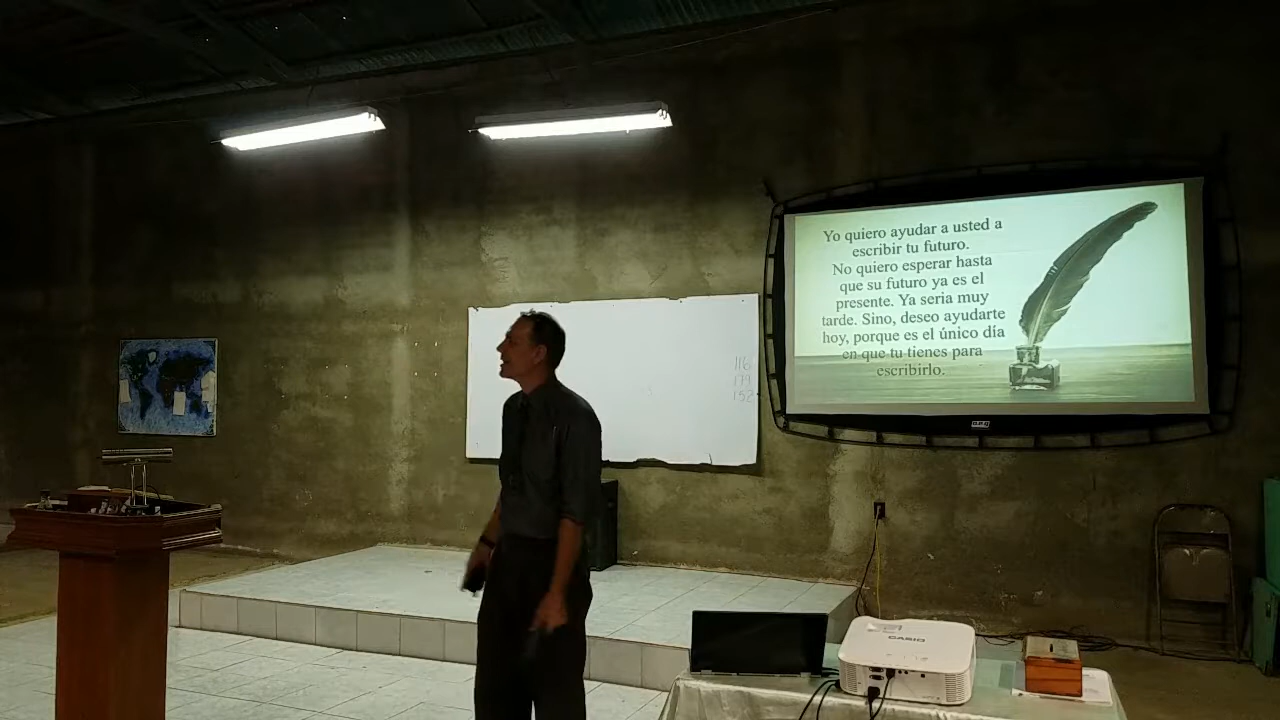 Yo quiero ayudar a usted a
escribir tu futuro.
No quiero esperar hasta
que su futuro ya es el
presente. Ya seria muy
tarde. Sino, deseo ayudarte
hoy, porque es el único día
en que tu tienes para
escribirlo.
116
179
152
CASIO